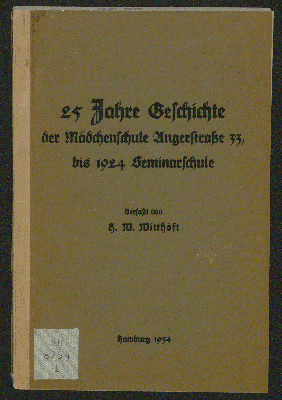 25 Jahre Geschichte
der Mädchenschule Angerstraße 33,
bis 1924 Seminarschule
Verfaßt von
H. W. Witthöft
Hamburg 1934